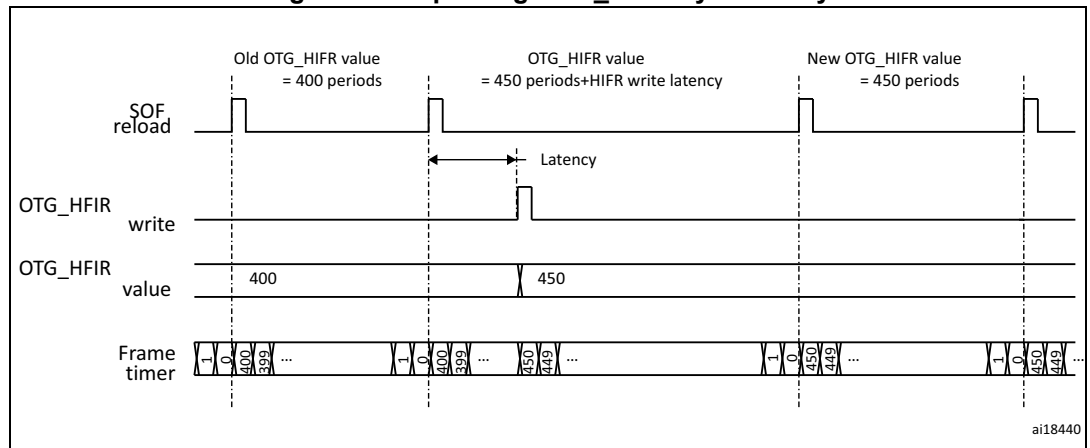 Old OTG_HIFR value
= 400 periods
OTG_HIFR value
= 450 periods+HIFR write latency
New OTG_HIFR value
= 450 periods
SOF
reload
Latency
OTG_HFIR
write
OTG_HFIR
value
400
450
Frame
timer
1 0 400 399 ... 1 0 400 399 ... 450 449 ... 1 0 450 449 ... 1 0 450 449 ...
ai18440